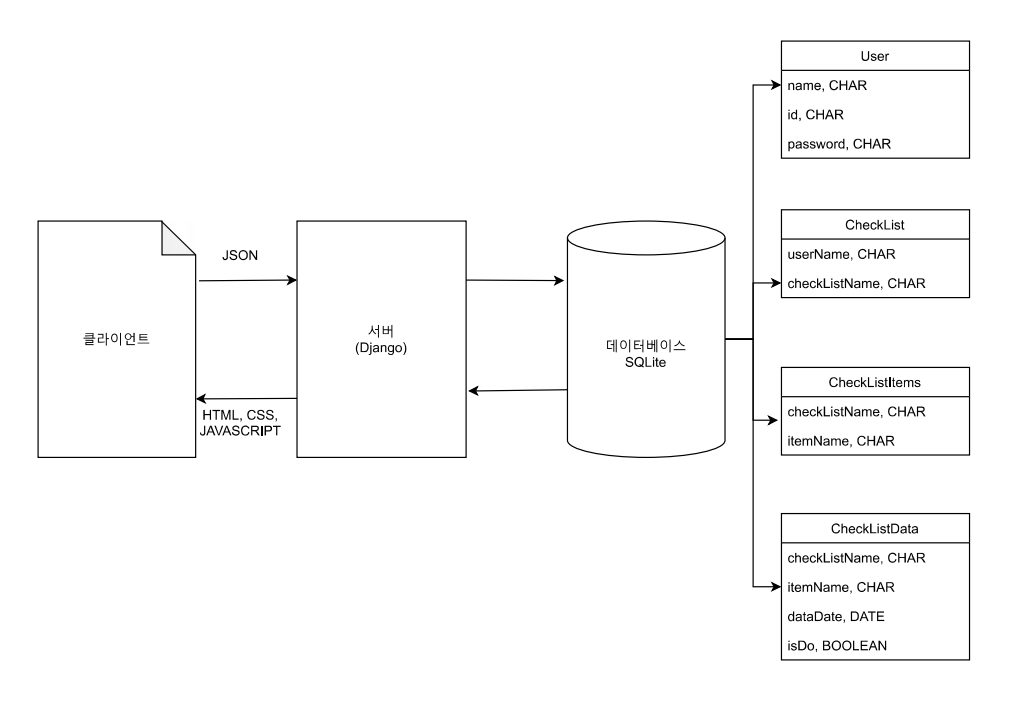 클라이언트
JSON
HTML, CSS,
JAVASCRIPT
서버
(Django)
데이터베이스
SQLite
User
name, CHAR
id, CHAR
password, CHAR
CheckList
userName, CHAR
checkListName, CHAR
CheckListItems
checkListName, CHAR
itemName, CHAR
CheckListData
checkListName, CHAR
itemName, CHAR
dataDate, DATE
isDo, BOOLEAN